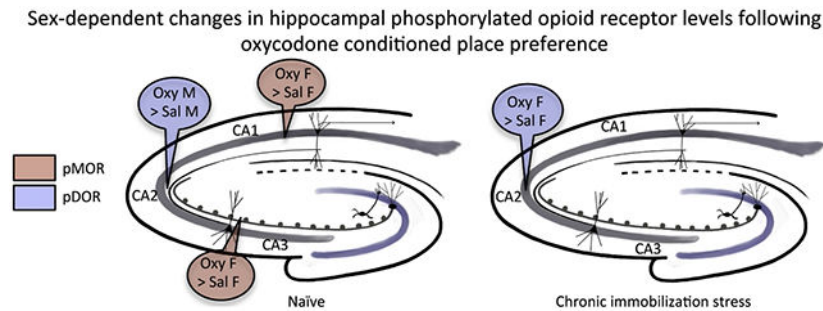 Sex-dependent changes in hippocampal phosphorylated opioid receptor levels following
oxycodone conditioned place preference
Oxy M
> Sal M
Oxy F
> Sal F
CA1
pMOR
pDOR
CA2
CA3
Oxy F
> Sal F
Naïve
Oxy F
> Sal F
CA1
CA2
CA3
Chronic immobilization stress